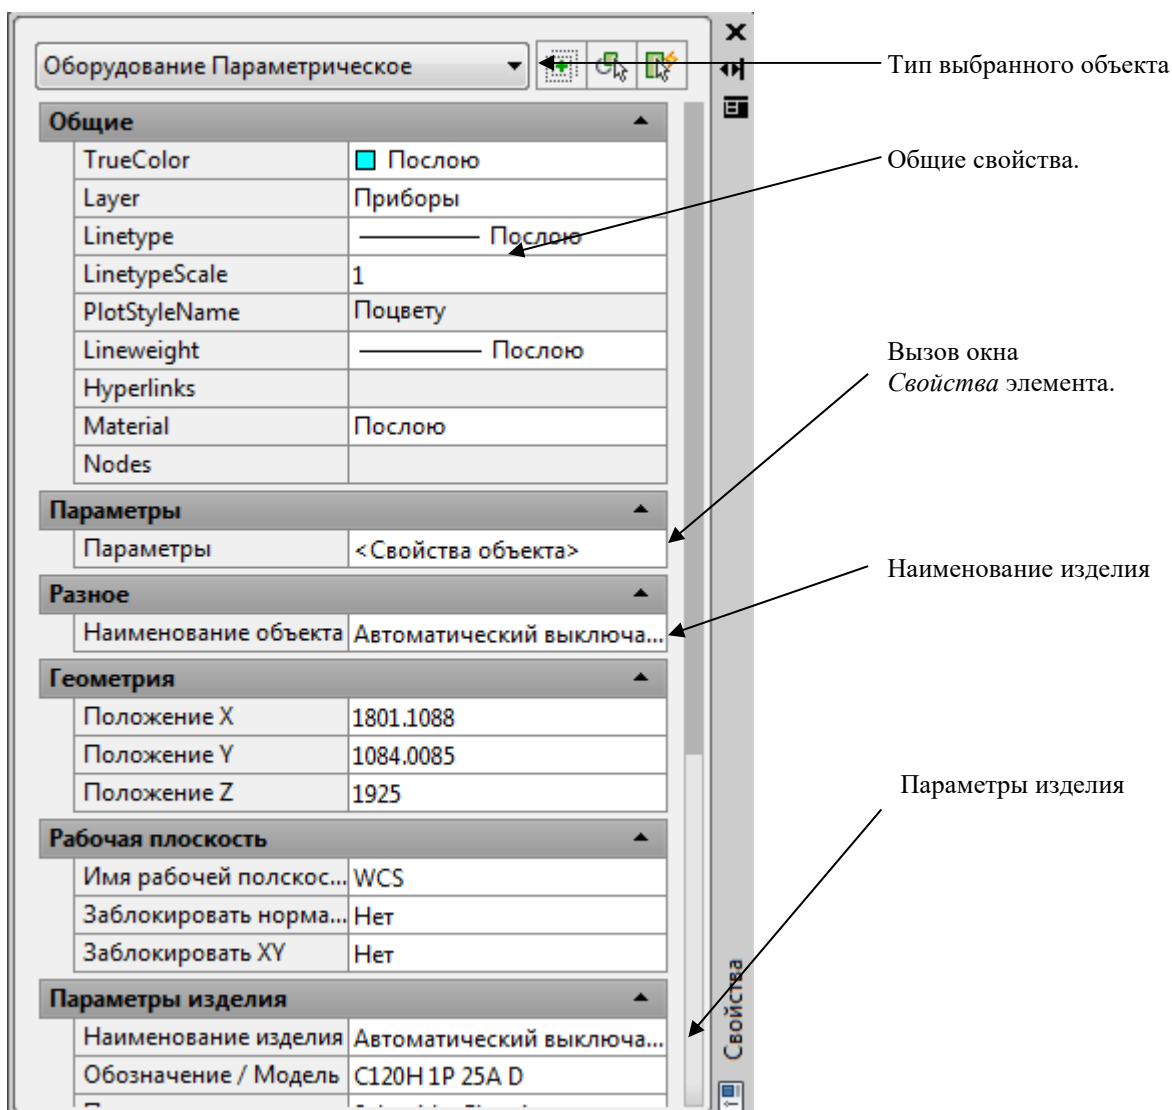 Оборудование Параметрическое
Тип выбранного объекта
Общие
TrueColor Послою
Общие свойства.
Layer Приборы
Linetype Послою
LinetypeScale 1
PlotStyleName Поцвету
Lineweight Послою
Вызов окна
Свойства элемента.
Hyperlinks
Material Послою
Nodes
Параметры
Параметры <Свойства объекта>
Наименование изделия
Разное
Наименование объекта Автоматический выключа...
Геометрия
Положение X 1801.1088
Положение Y 1084.0085
Положение Z 1925
Параметры изделия
Рабочая плоскость
Имя рабочей полскос... WCS
Заблокировать норма... Нет
Заблокировать XY Нет
Параметры изделия
Наименование изделия Автоматический выключа...
Обозначение / Модель C120H 1P 25A D
Свойства